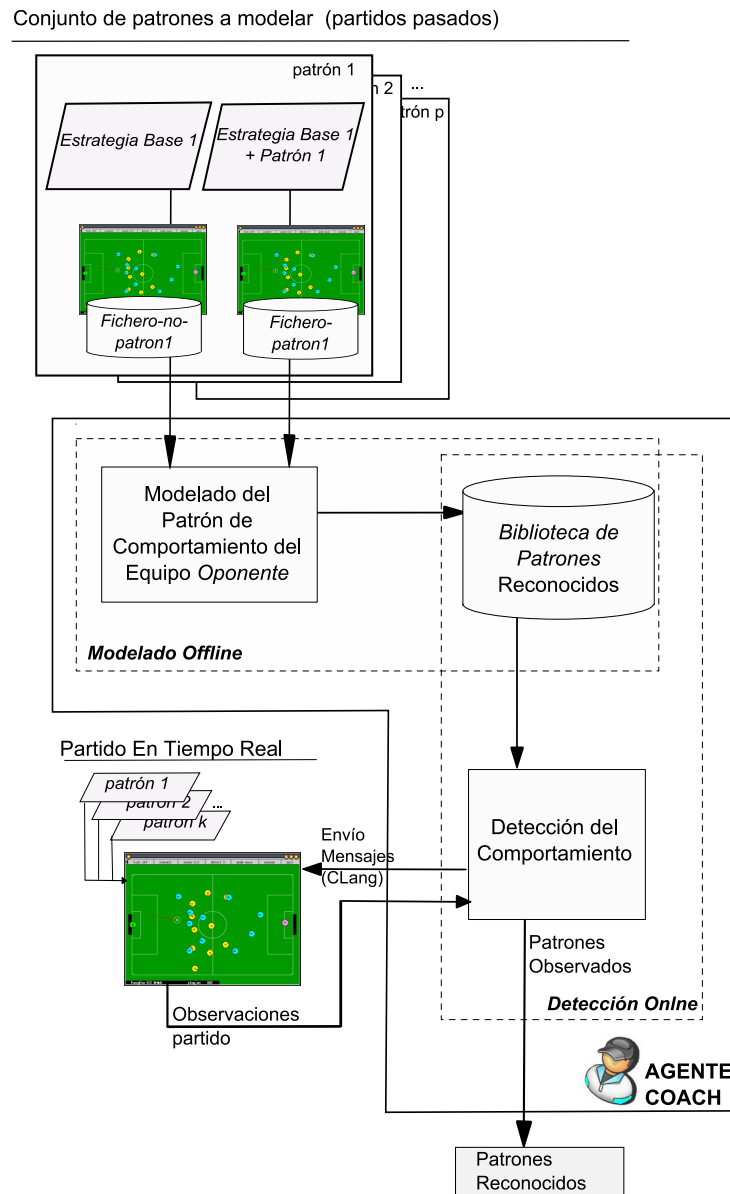 Conjunto de patrones a modelar (partidos pasados)
patrón 1
2 ...
trón p
Estrategia Base 1
Estrategia Base 1
+ Patrón 1
Fichero-no-
patron1
Fichero-
patron1
Modelado del
Patrón de
Comportamiento del
Equipo Oponente
Biblioteca de
Patrones
Reconocidos
Modelado Offline
Partido En Tiempo Real
patrón 1
patrón 2 ...
patrón k
Envío
Mensajes
(CLang)
Detección del
Comportamiento
Observaciones
partido
Patrones
Observados
Detección Onlne
AGENTE
COACH
Patrones
Reconocidos